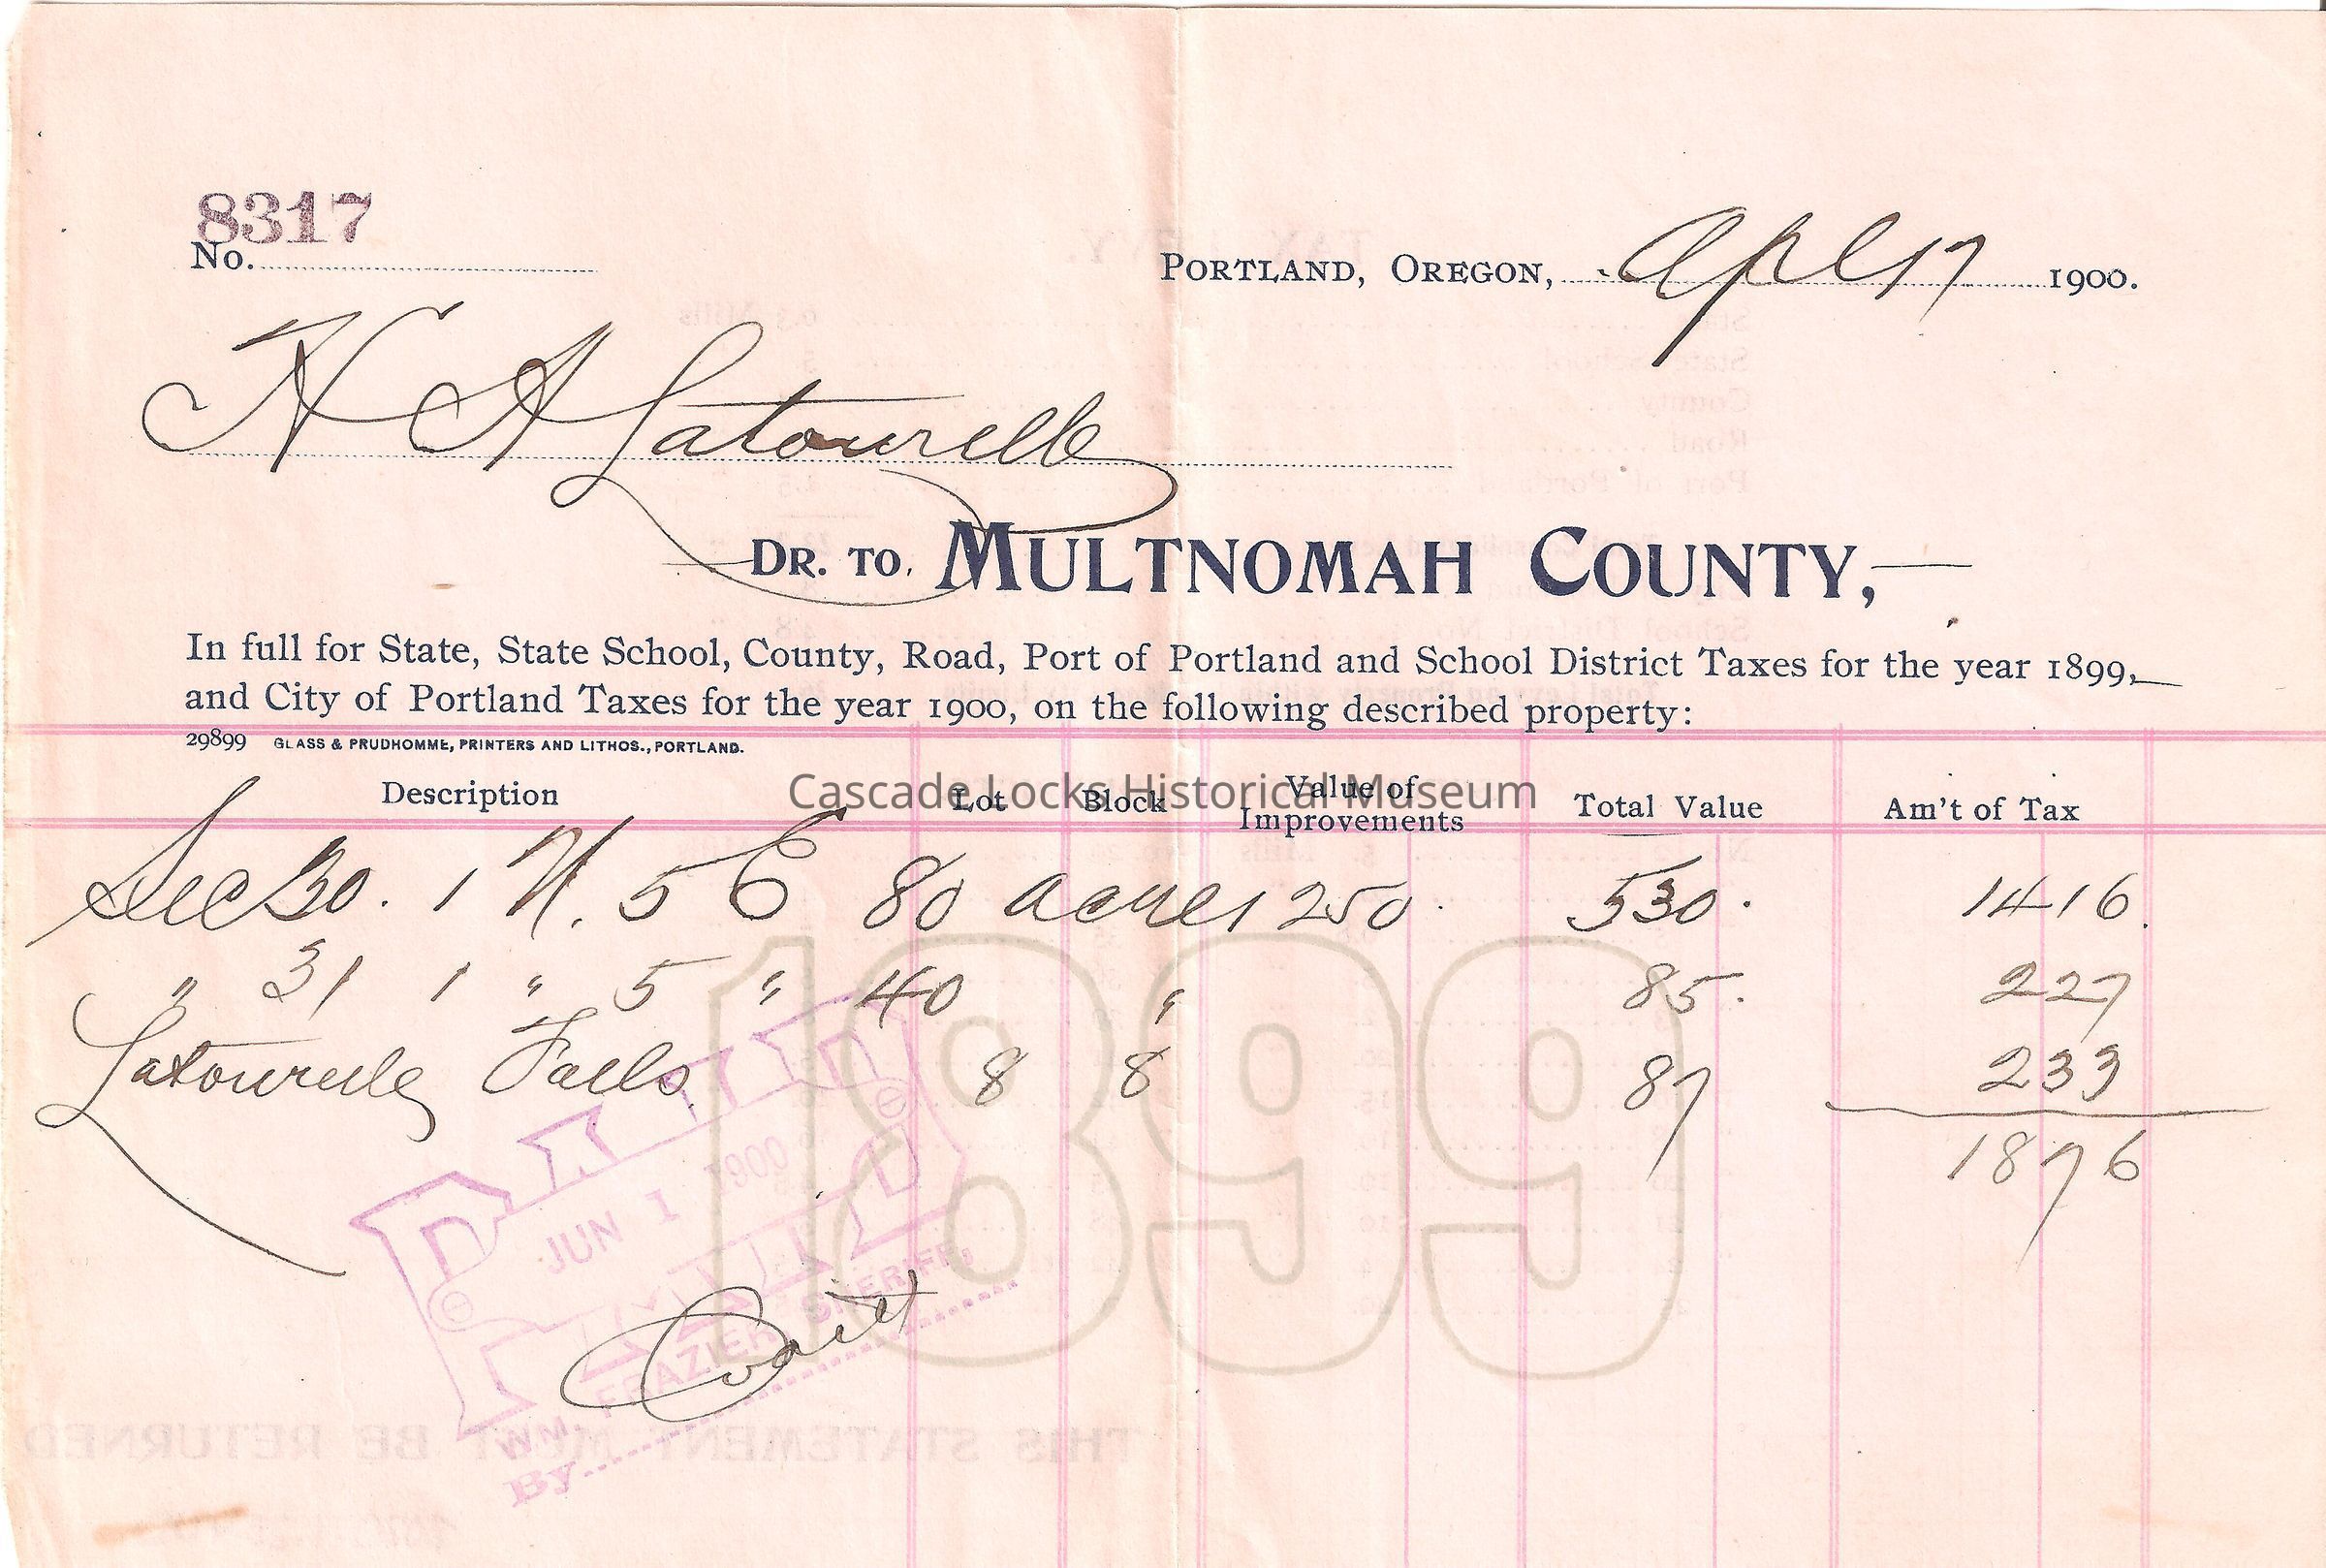 8317
No.
PORTLAND, OREGON, Apl 17 1900.
H A Latourelle
DR. TO. MULTNOMAH COUNTY,
In full for State, State School, County, Road, Port of Portland and School District Taxes for the year 1899,
and City of Portland Taxes for the year 1900, on the following described property:
29899 GLASS & PRUDHOMME, PRINTERS AND LITHOS., PORTLAND.
Description Lot Block Value of Improvements Total Value Am't of Tax
Cascade Locks Historical Museum
Sec 30. 1 N. 5 E 80 acres 250. 530. 14 16.
" 31 1 " 5 " 40 " 85. 2 27
Latourelle Falls. 8 8 87 2 33
18 76
1899
PAID
JUN 1 1900
WM. FRAZIER SHERIFF,
By
THIS STATEMENT MUST BE RETURNED